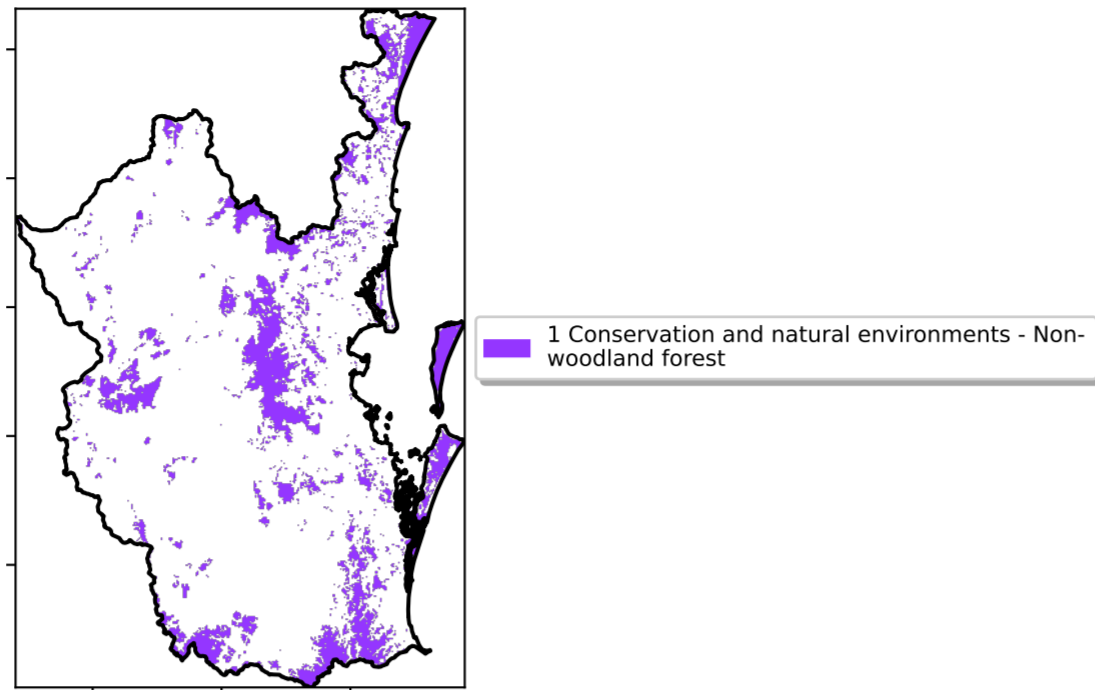 1 Conservation and natural environments - Non-
woodland forest